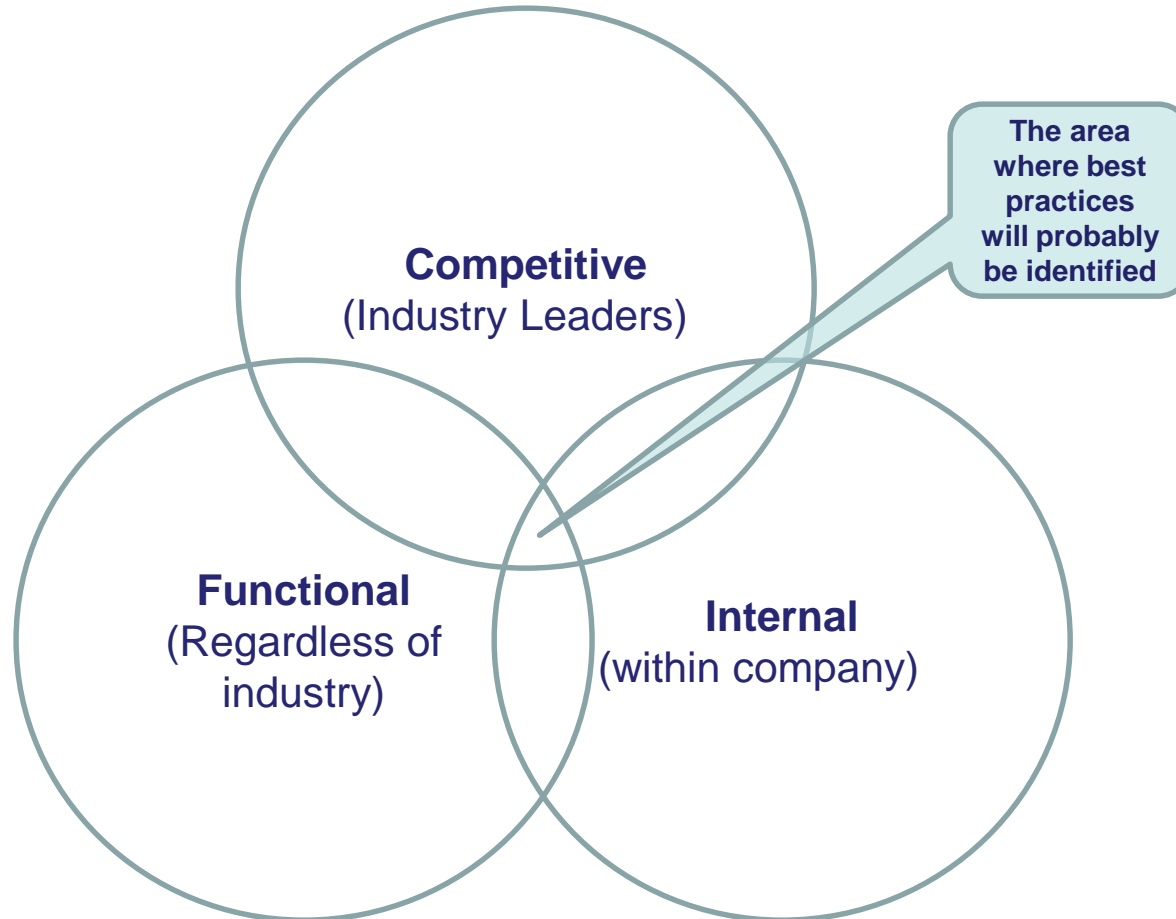 Competitive
(Industry Leaders)
The area
where best
practices
will probably
be identified
Functional
(Regardless of
industry)
Internal
(within company)